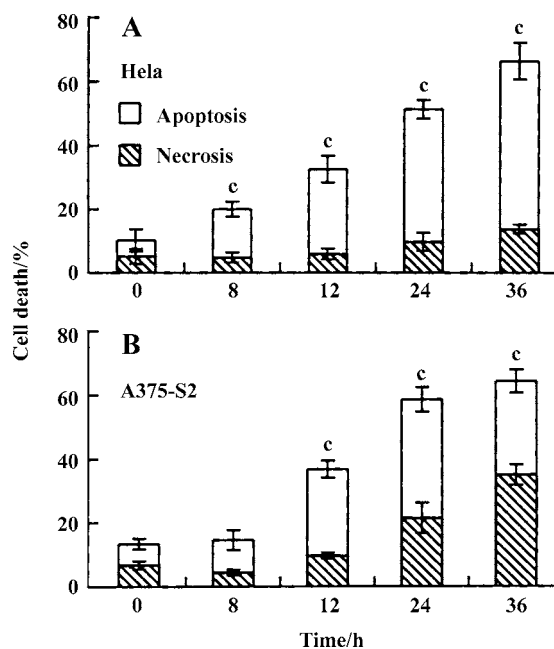 A
Hela
Apoptosis
Necrosis
Cell death/%
80
60
40
20
0
c
c
c
c
0 8 12 24 36
B
A375-S2
80
60
40
20
0
c
c
c
0 8 12 24 36
Time/h